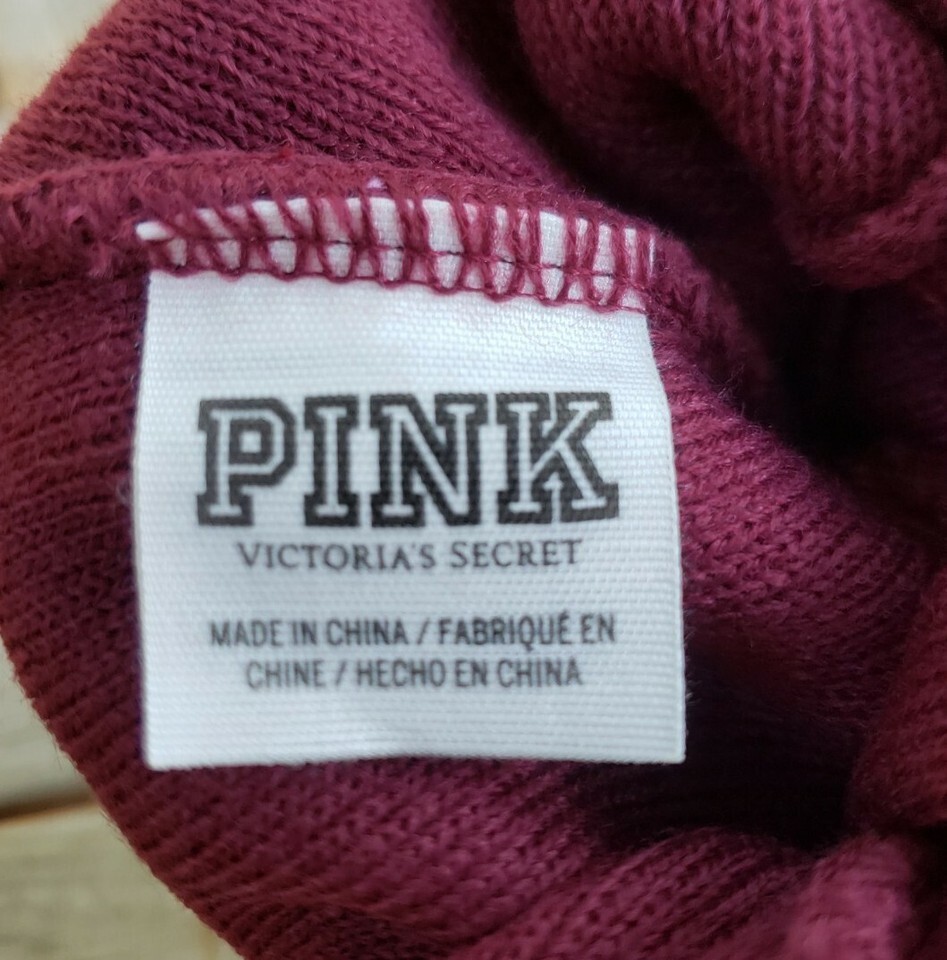 PINK
VICTORIA'S SECRET
MADE IN CHINA / FABRIQUÉ EN
CHINE / HECHO EN CHINA